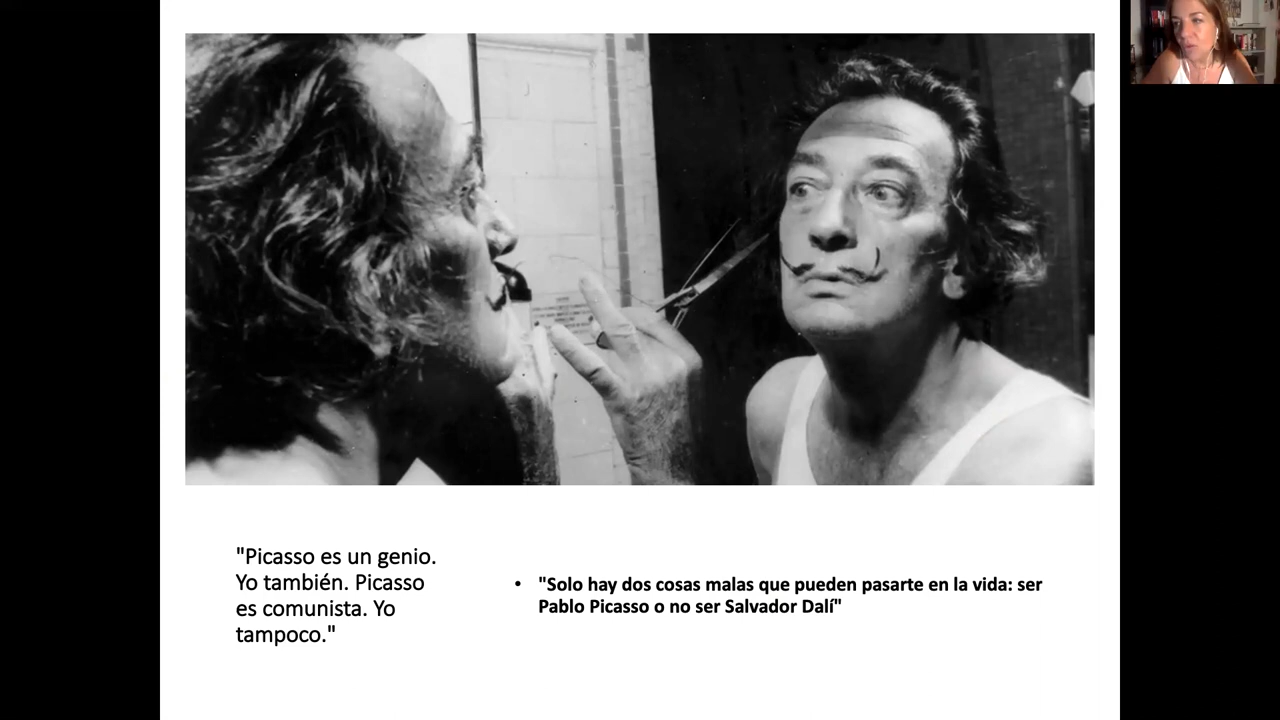 "Picasso es un genio.
Yo también. Picasso
es comunista. Yo
tampoco."
• "Solo hay dos cosas malas que pueden pasarte en la vida: ser
Pablo Picasso o no ser Salvador Dalí"